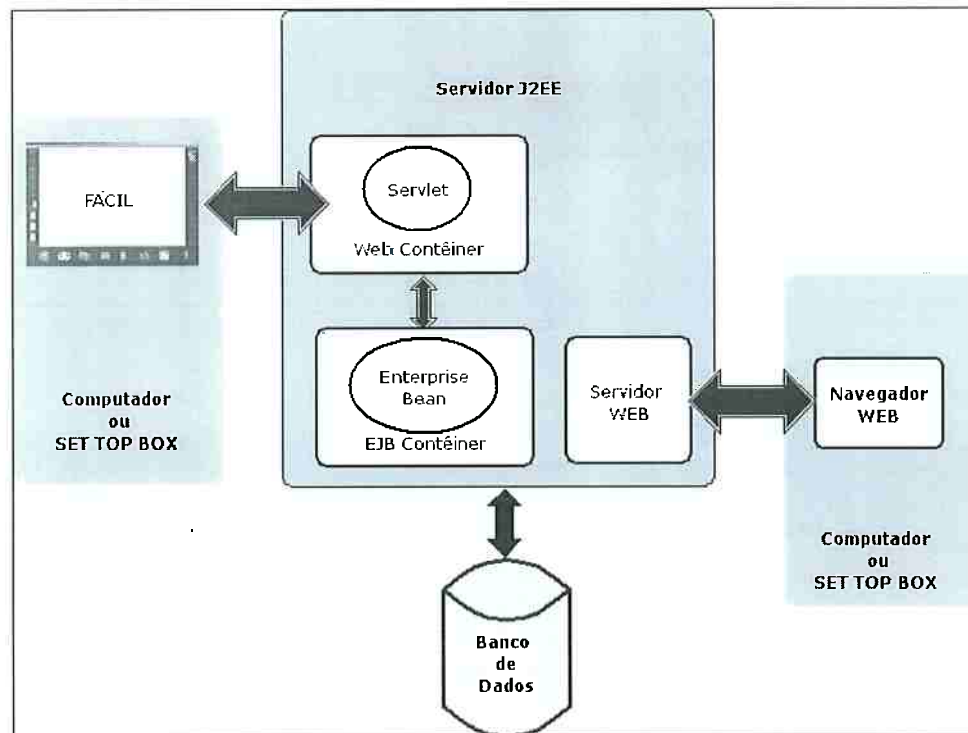 Servidor J2EE
FÁCIL
Servlet
Web Contêiner
Computador
ou
SET TOP BOX
Enterprise
Bean
EJB Contêiner
Servidor
WEB
Navegador
WEB
Computador
ou
SET TOP BOX
Banco
de
Dados